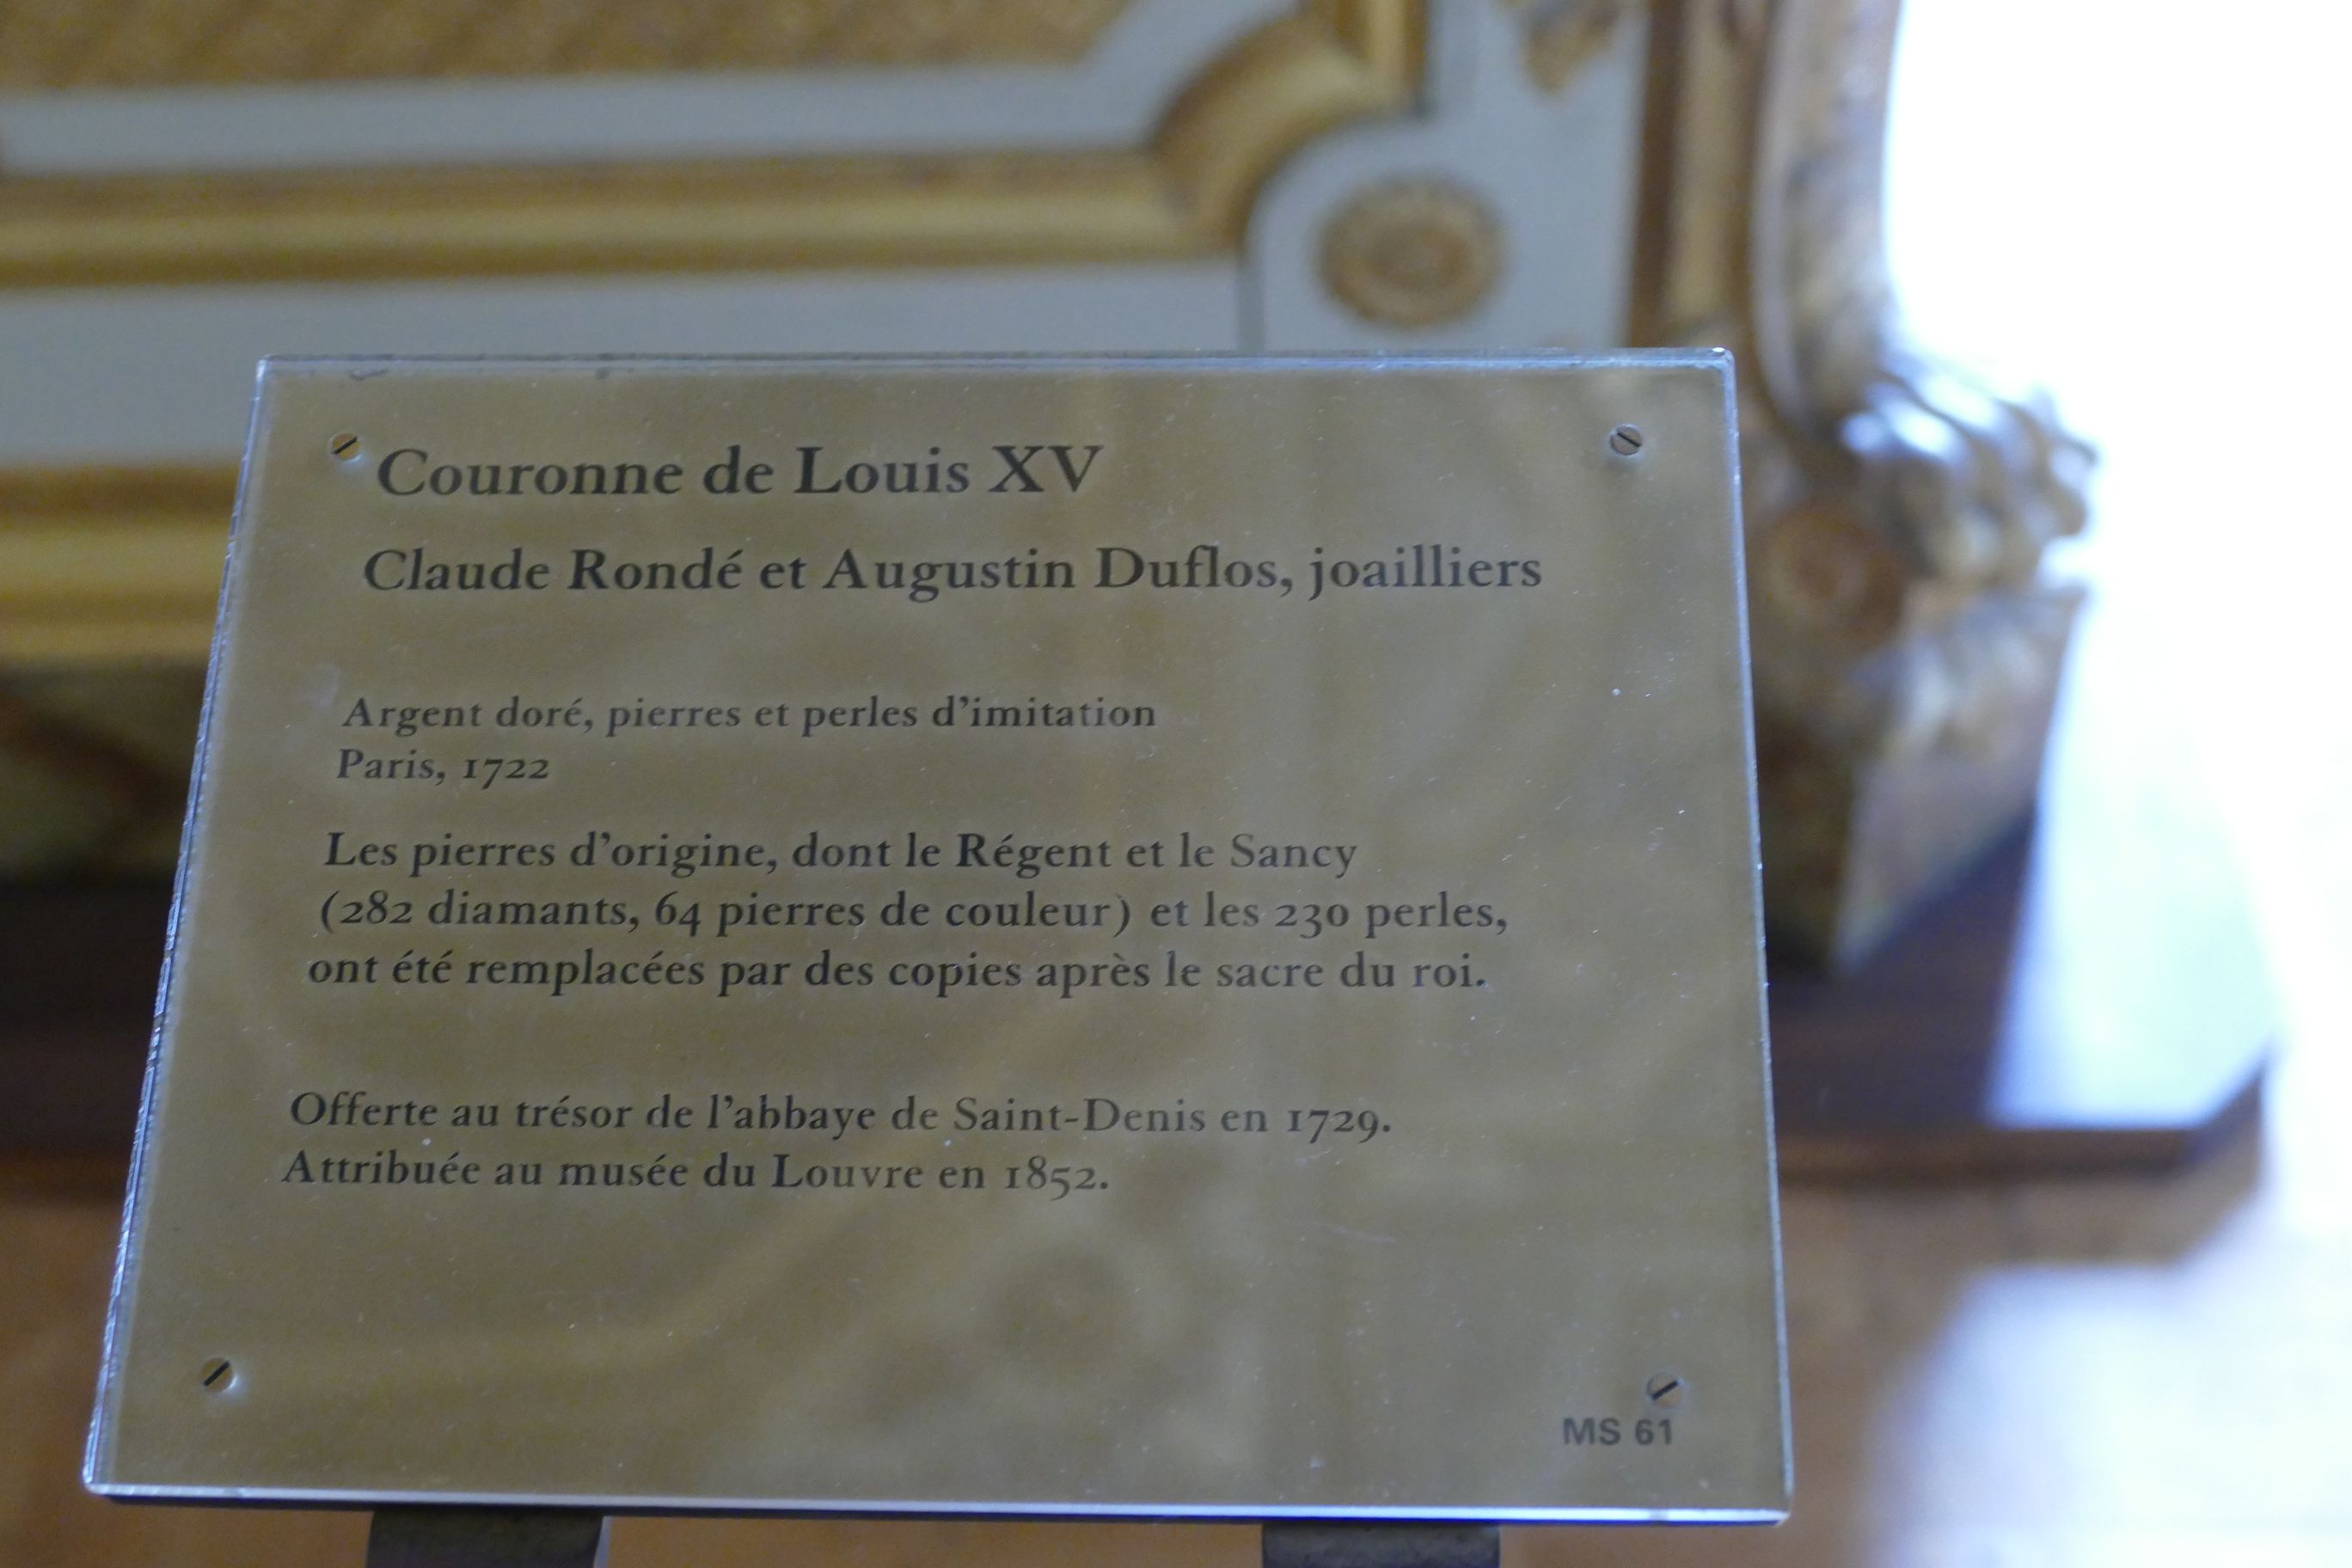 Couronne de Louis XV
Claude Rondé et Augustin Duflos, joailliers
Argent doré, pierres et perles d'imitation
Paris, 1722
Les pierres d'origine, dont le Régent et le Sancy
(282 diamants, 64 pierres de couleur) et les 230 perles,
ont été remplacées par des copies après le sacre du roi.
Offerte au trésor de l'abbaye de Saint-Denis en 1729.
Attribuée au musée du Louvre en 1852.
MS 61